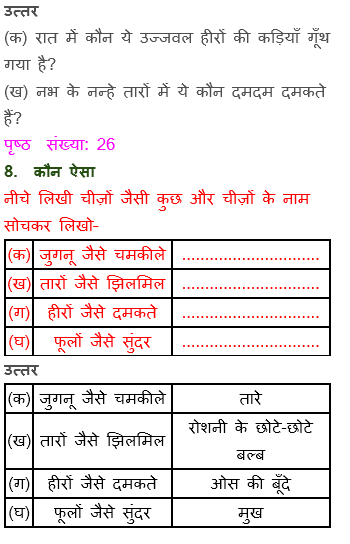 उत्तर
(क) रात में कौन ये उज्जवल हीरों की कड़ियाँ गूँथ
गया है?
(ख) नभ के नन्हे तारों में ये कौन दमदम दमकते
हैं?
पृष्ठ संख्या: 26
8. कौन ऐसा
नीचे लिखी चीज़ों जैसी कुछ और चीज़ों के नाम
सोचकर लिखो-
(क) जुगनू जैसे चमकीले ..............................
(ख) तारों जैसे झिलमिल ..............................
(ग) हीरों जैसे दमकते ..............................
(घ) फूलों जैसे सुंदर ..............................
उत्तर
(क) जुगनू जैसे चमकीले तारे
(ख) तारों जैसे झिलमिल रोशनी के छोटे-छोटे
बल्ब
(ग) हीरों जैसे दमकते ओस की बूँदे
(घ) फूलों जैसे सुंदर मुख